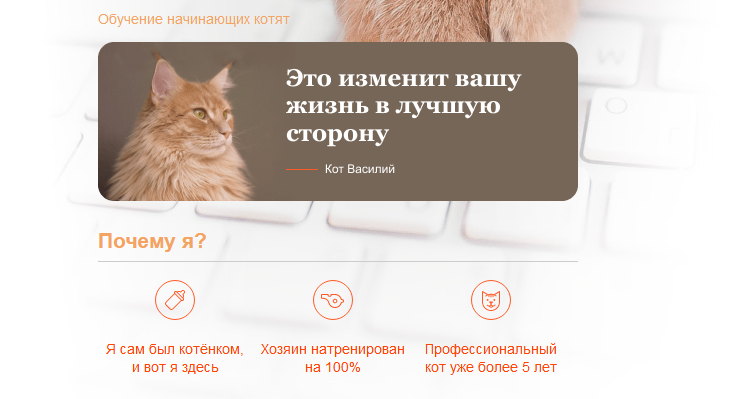 Обучение начинающих котят
Это изменит вашу
жизнь в лучшую
сторону
Кот Василий
Почему я?
Я сам был котёнком,
и вот я здесь
Хозяин натренирован
на 100%
Профессиональный
кот уже более 5 лет